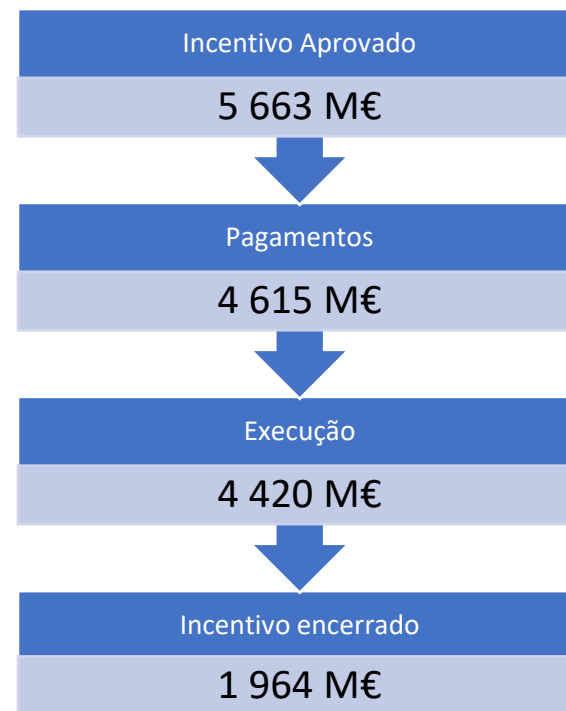 Incentivo Aprovado
5 663 M€
Pagamentos
4 615 M€
Execução
4 420 M€
Incentivo encerrado
1 964 M€